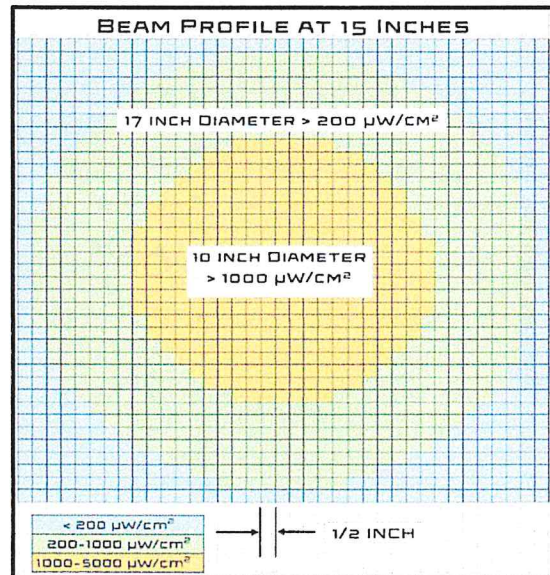 BEAM PROFILE AT 15 INCHES
17 INCH DIAMETER > 200 µW/CM²
10 INCH DIAMETER
> 1000 µW/CM²
< 200 µW/cm²
200-1000 µW/cm²
1000-5000 µW/cm²
1/2 INCH